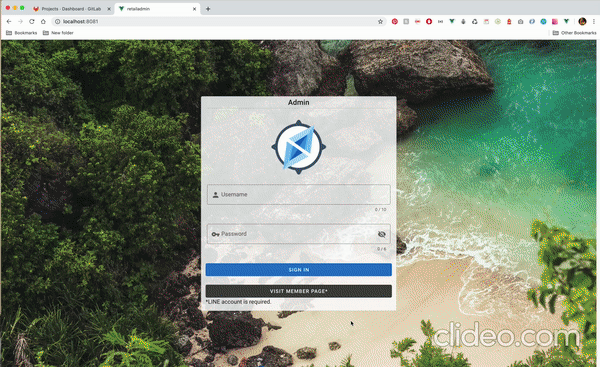 Projects · Dashboard · GitLab
retailadmin
localhost:8081
Bookmarks
New folder
Other Bookmarks
Admin
Username
0 / 10
Password
0 / 6
SIGN IN
VISIT MEMBER PAGE*
*LINE account is required.
clideo.com